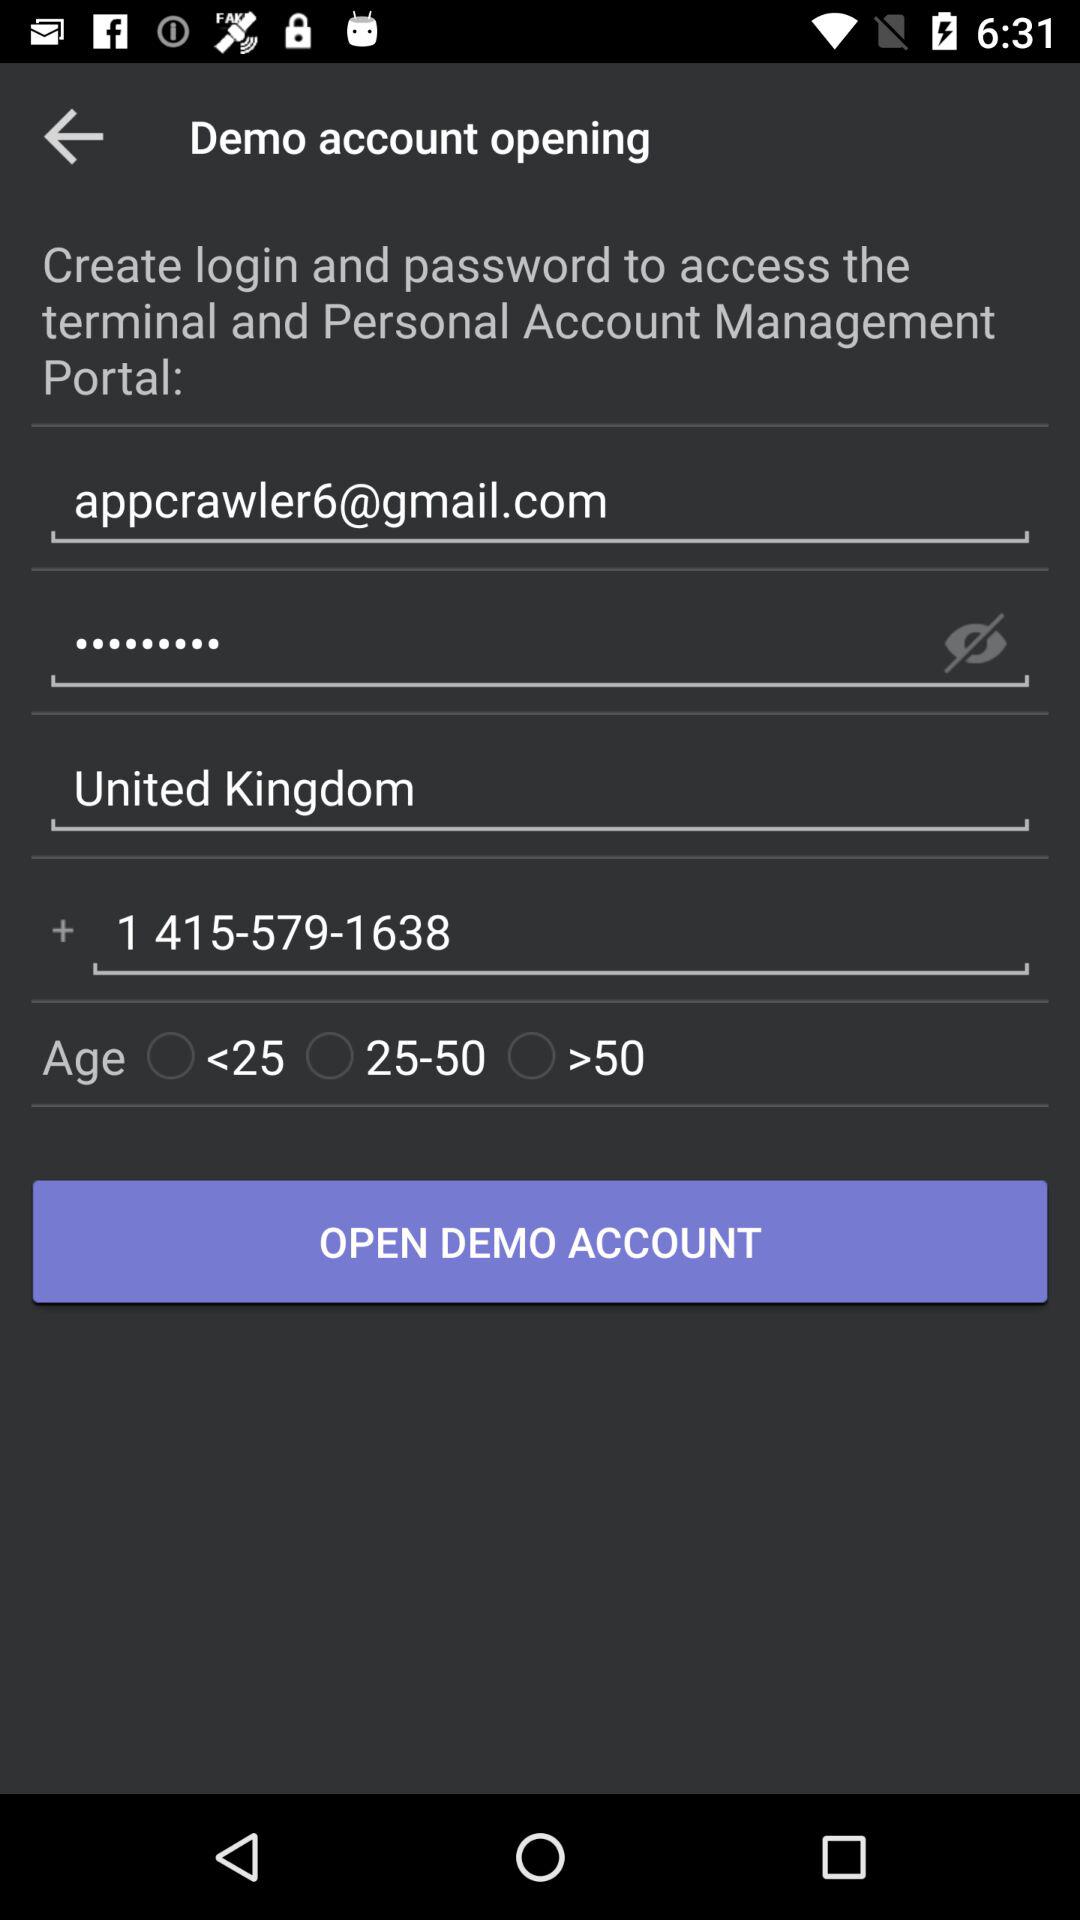 FAKE
6:31
Demo account opening
Create login and password to access the
terminal and Personal Account Management
Portal:
appcrawler6@gmail.com
•••••••••
United Kingdom
+ 1 415-579-1638
Age <25 25-50 >50
OPEN DEMO ACCOUNT